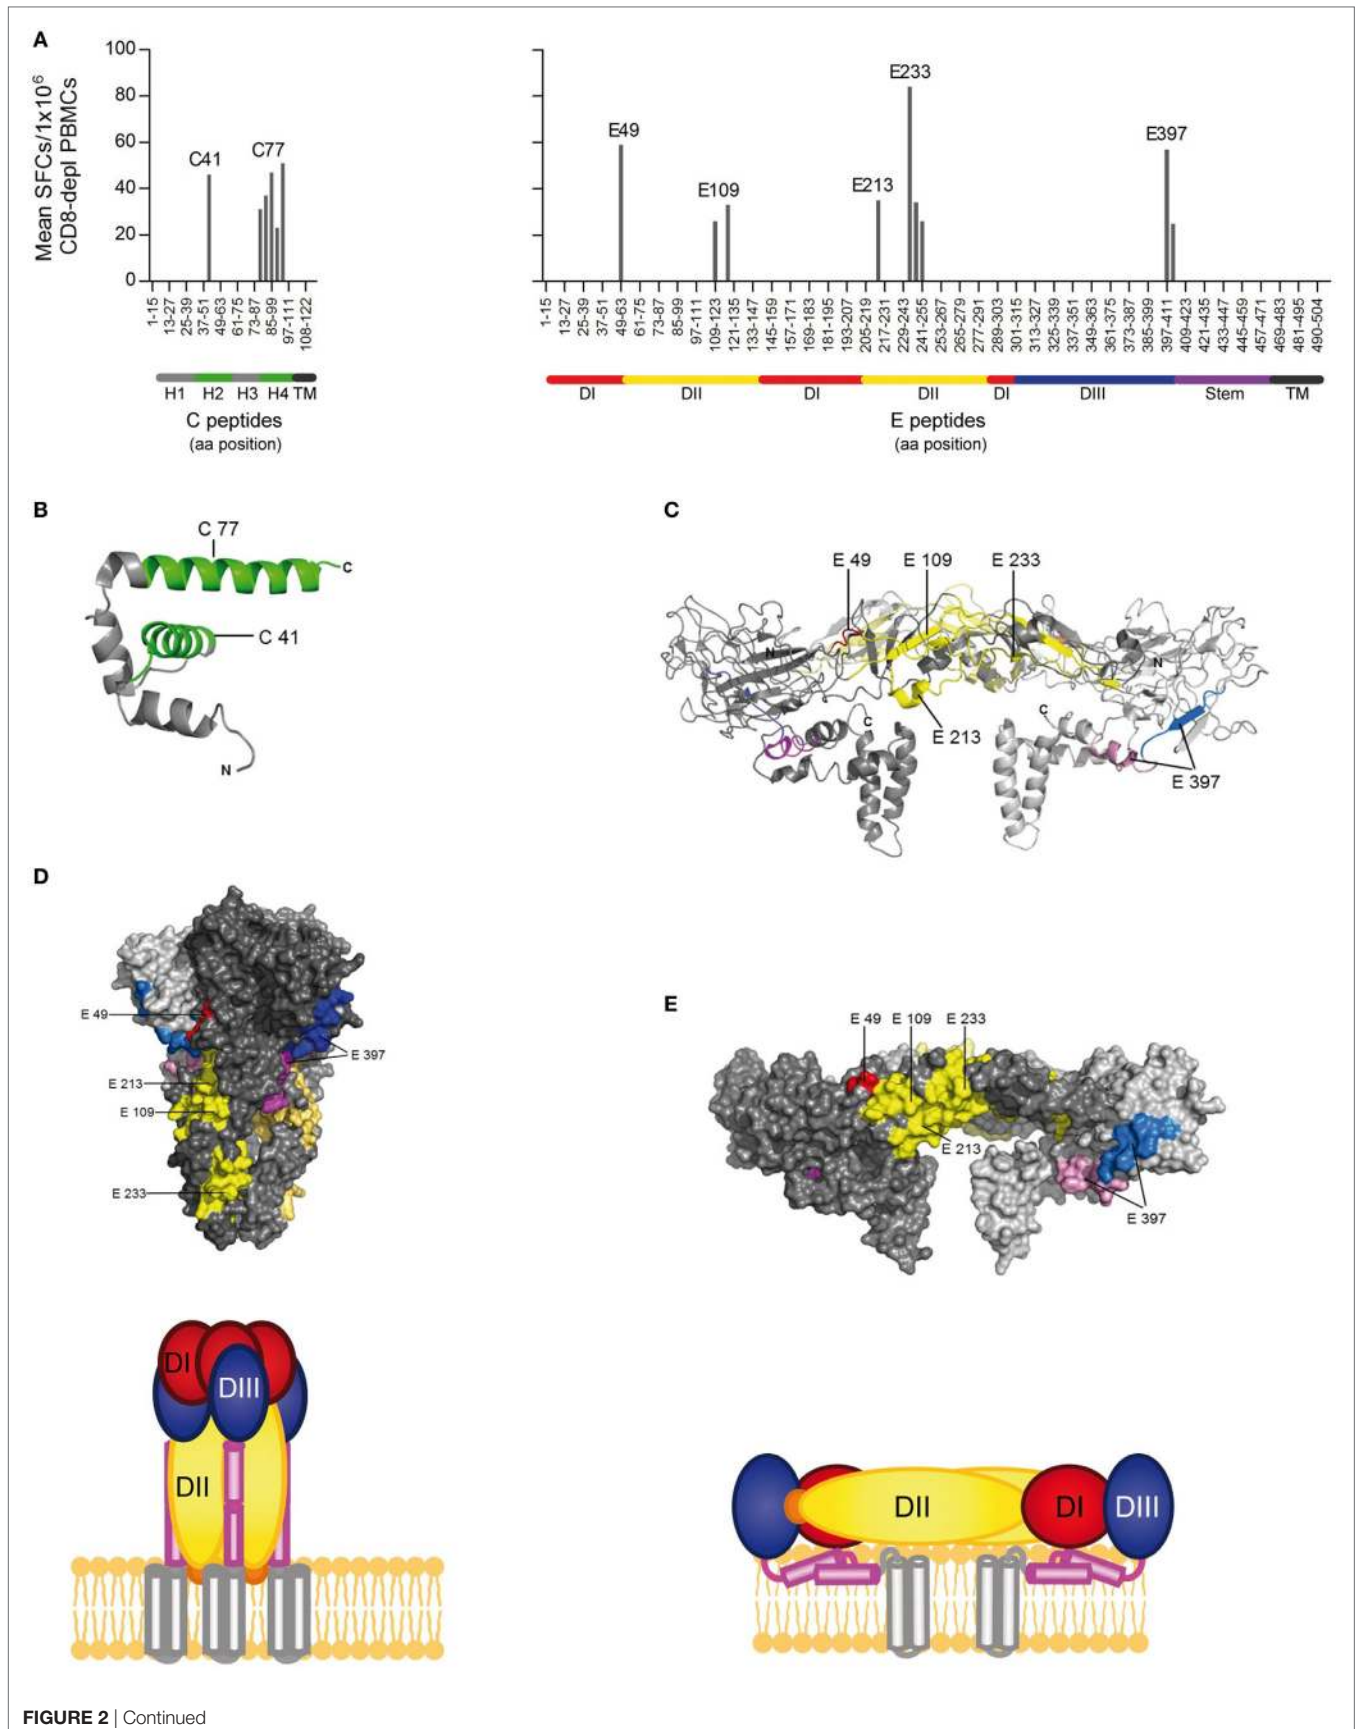 A
Mean SFCs/1x10⁶
CD8-depl PBMCs
100
80
60
40
20
0
C41
C77
1-15
13-27
25-39
37-51
49-63
61-75
73-87
85-99
97-111
108-122
H1 H2 H3 H4 TM
C peptides
(aa position)
E49
E109
E213
E233
E397
1-15
13-27
25-39
37-51
49-63
61-75
73-87
85-99
97-111
109-123
121-135
133-147
145-159
157-171
169-183
181-195
193-207
205-219
217-231
229-243
241-255
253-267
265-279
277-291
289-303
301-315
313-327
325-339
337-351
349-363
361-375
373-387
385-399
397-411
409-423
421-435
433-447
445-459
457-471
469-483
481-495
490-504
DI DII DI DII DI DIII Stem TM
E peptides
(aa position)
B
C 77
C
C 41
N
C
E 49 E 109 E 233
N
N
C
C
E 213
E 397
D
E 49
E 397
E 213
E 109
E 233
E
E 49 E 109 E 233
E 213
E 397
DI
DIII
DII
DII DI DIII
FIGURE 2 | Continued